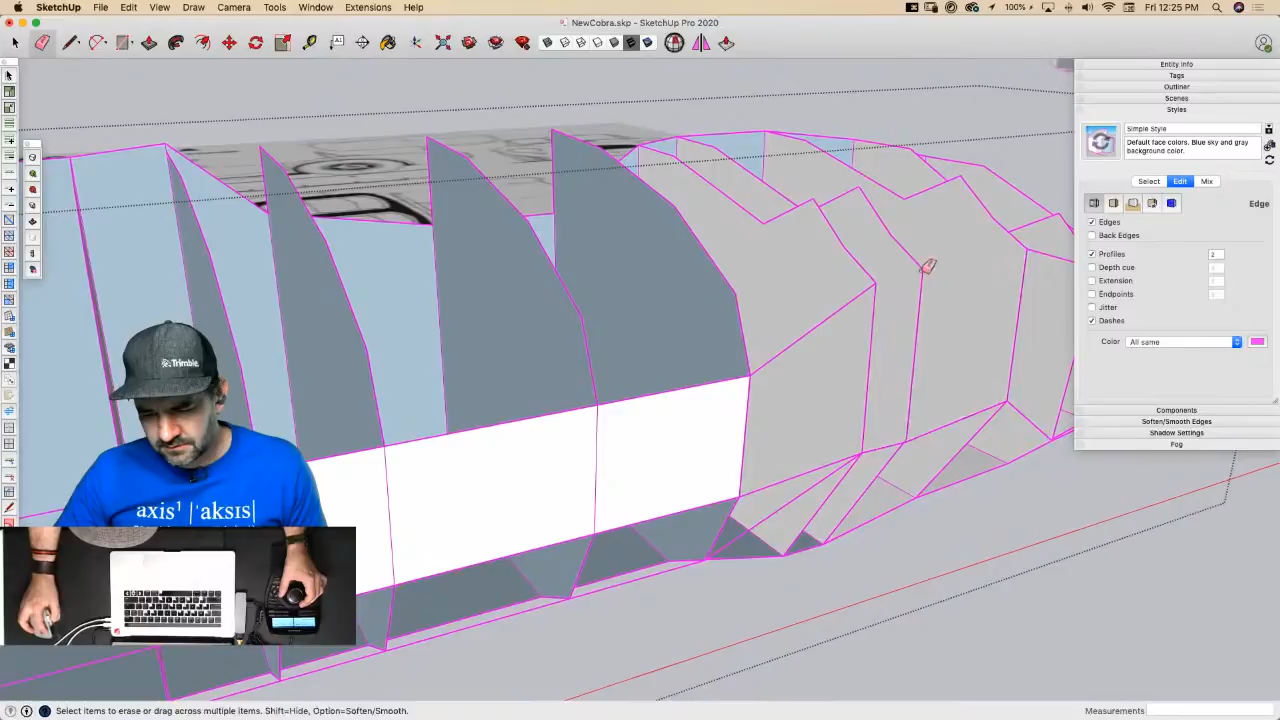 SketchUp File Edit View Draw Camera Tools Window Extensions Help
100% Fri 12:25 PM
NewCobra.skp - SketchUp Pro 2020
Entity Info
Tags
Outliner
Scenes
Styles
Simple Style
Default face colors. Blue sky and gray
background color.
Select Edit Mix
Edge
Edges
Back Edges
Profiles 2
Depth cue
Extension
Endpoints
Jitter
Dashes
Color All same
Components
Soften/Smooth Edges
Shadow Settings
Fog
Trimble.
axis¹ |ˈaksɪs|
Select items to erase or drag across multiple items. Shift=Hide, Option=Soften/Smooth.
Measurements